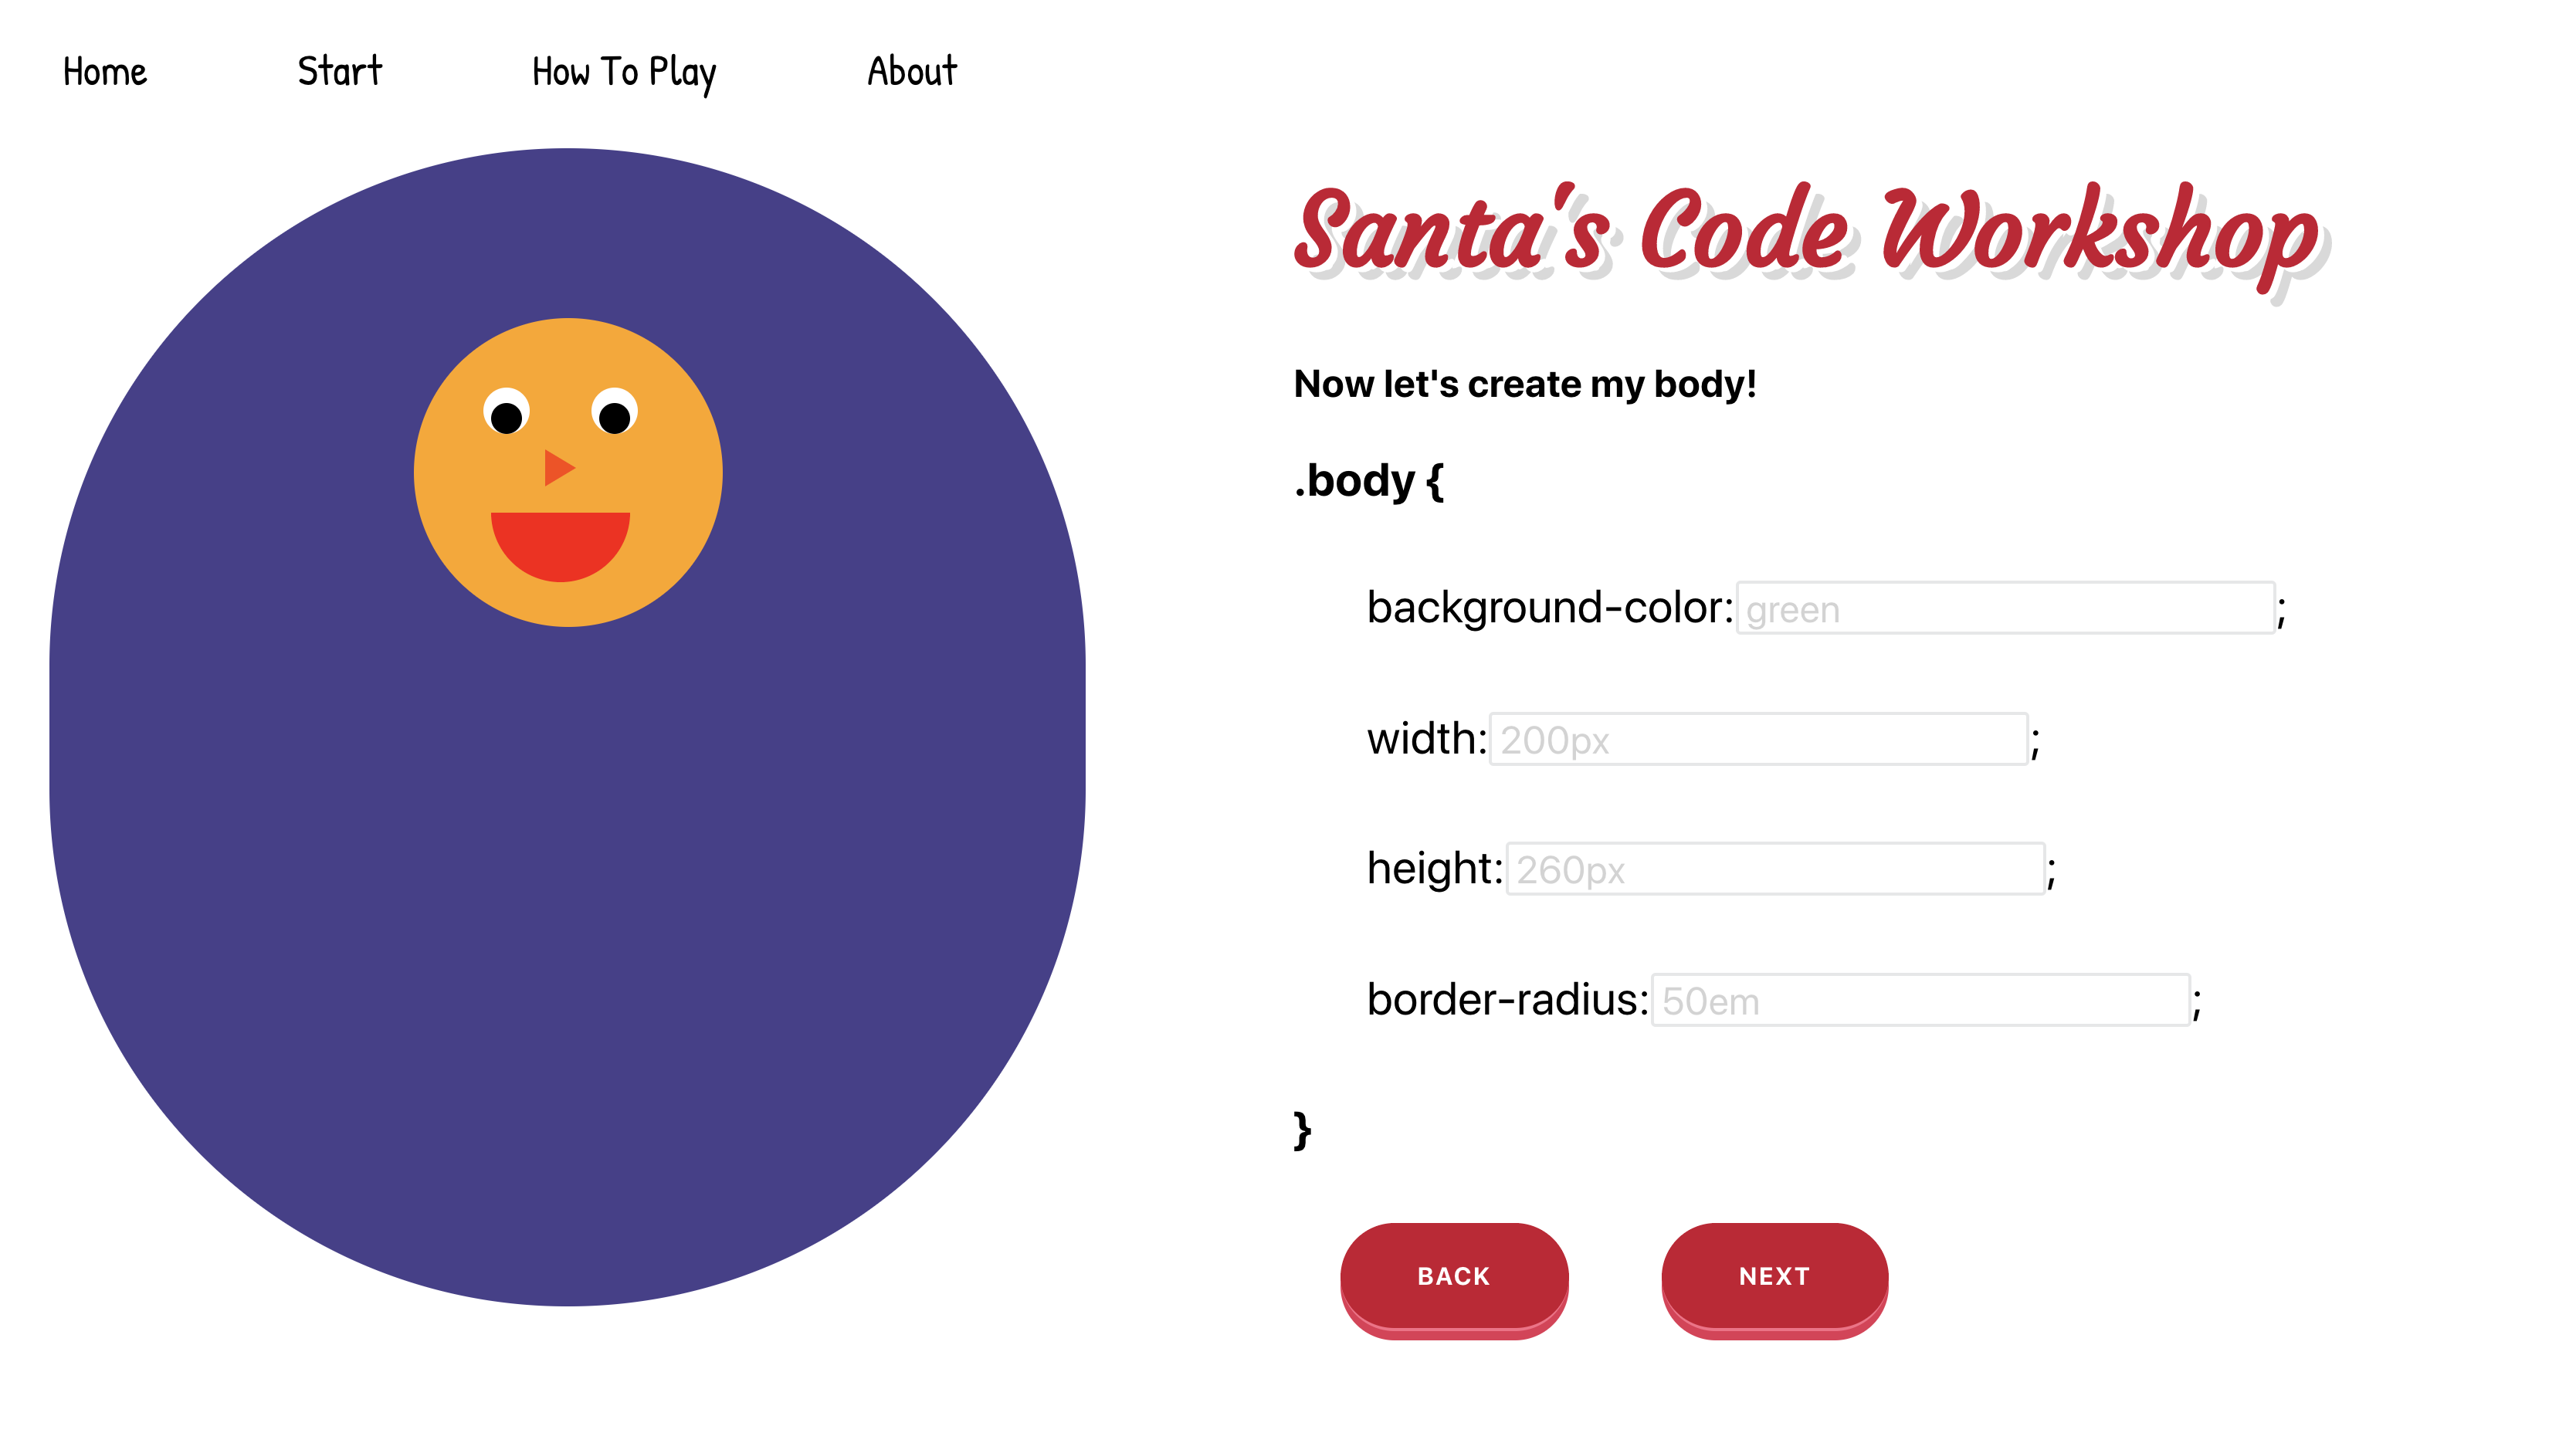 Home Start How To Play About
Santa's Code Workshop
Now let's create my body!
.body {
background-color: green ;
width: 200px ;
height: 260px ;
border-radius: 50em ;
}
BACK NEXT